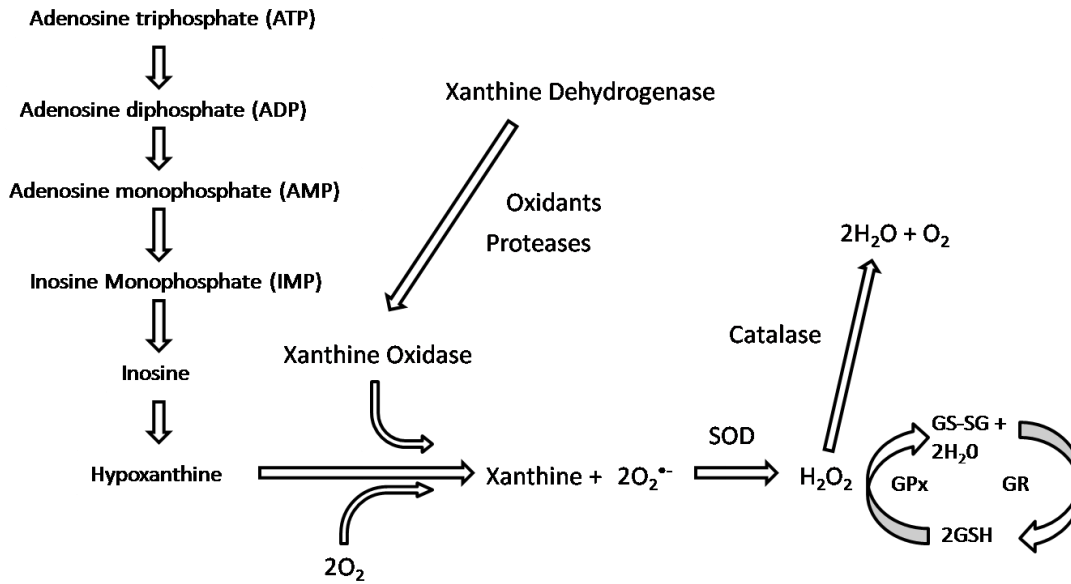 Adenosine triphosphate (ATP)
Adenosine diphosphate (ADP)
Adenosine monophosphate (AMP)
Inosine Monophosphate (IMP)
Inosine
Hypoxanthine
Xanthine Dehydrogenase
Oxidants
Proteases
Xanthine Oxidase
2O₂
Xanthine + 2O₂•-
SOD
H₂O₂
Catalase
2H₂O + O₂
GS-SG +
2H₂0
GPx
GR
2GSH